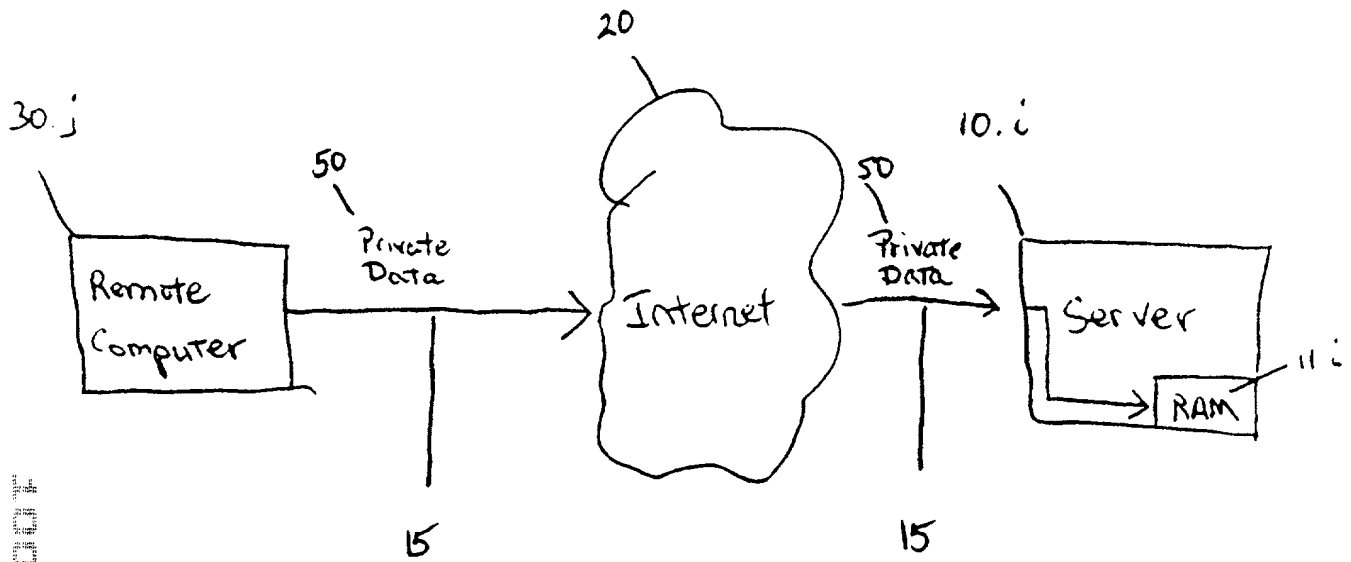 20
30.j
10.i
50
50
Private
Data
Private
Data
Remote
Computer
Internet
Server
RAM
11 i
15
15